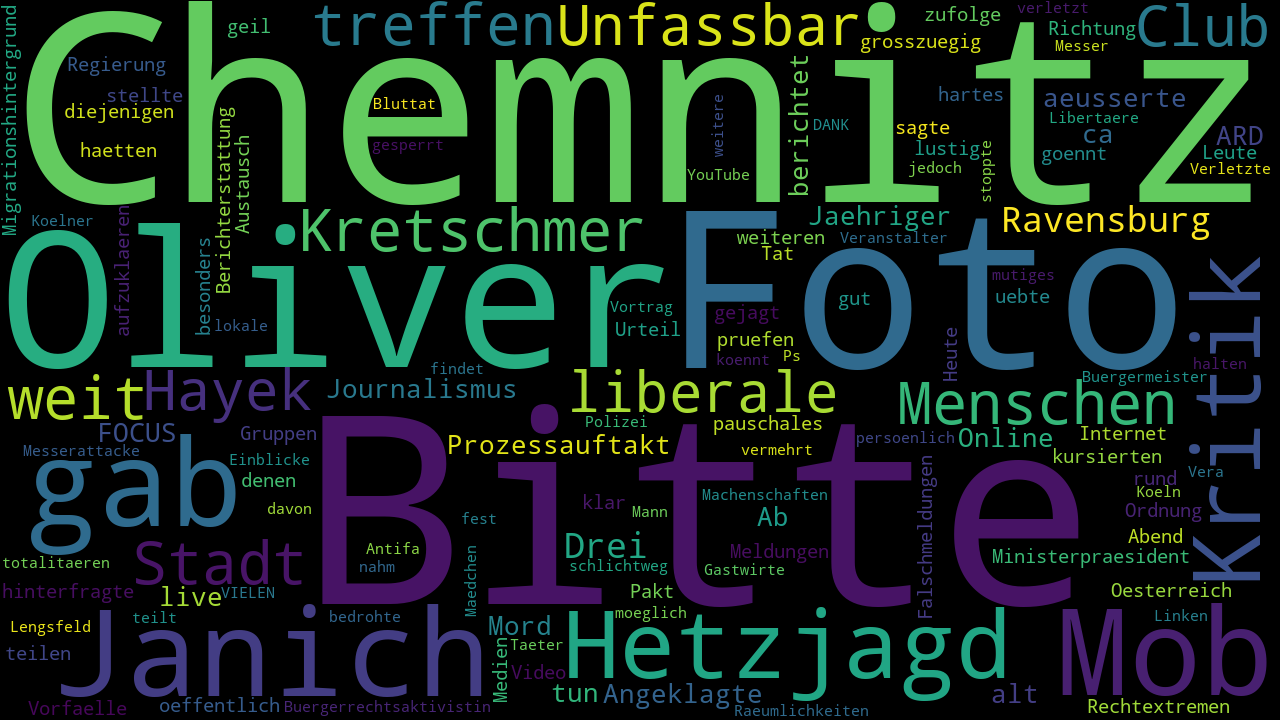 Chemnitz
Oliver
Foto
Bitte
Janich
Hetzjagd
Mob
gab
Kritik
treffen
Unfassbar
Club
Kretschmer
Ravensburg
weit
Hayek
liberale
Menschen
Stadt
Journalismus
Prozessauftakt
Drei
Mord
Angeklagte
tun
alt
live
FOCUS
Online
Ab
Jaehriger
aeusserte
ca
ARD
berichtet
Migrationshintergrund
geil
Regierung
stellte
diejenigen
haetten
Bluttat
gesperrt
weitere
YouTube
DANK
zufolge
verletzt
grosszuegig
Richtung
Messer
hartes
Libertaere
sagte
lustig
goennt
Leute
jedoch
Verletzte
stoppte
Koelner
aufzuklaeren
Berichterstattung
Austausch
besonders
lokale
Vortrag
Urteil
weiteren
Veranstalter
Tat
mutiges
gut
uebte
gejagt
pruefen
koennt
Ps
Heute
halten
Buergermeister
findet
Polizei
pauschales
vermehrt
persoenlich
Internet
kursierten
Messerattacke
Gruppen
Einblicke
denen
davon
klar
Machenschaften
Mann
fest
rund
Vera
Koeln
Ordnung
Abend
Falschmeldungen
Meldungen
Ministerpraesident
Antifa
nahm
schlichtweg
Gastwirte
Maedchen
totalitaeren
hinterfragte
VIELEN
Pakt
Oesterreich
moeglich
Lengsfeld
teilt
bedrohte
Linken
teilen
Taeter
Medien
Video
Vorfaelle
oeffentlich
Buergerrechtsaktivistin
Raeumlichkeiten
Rechtextremen